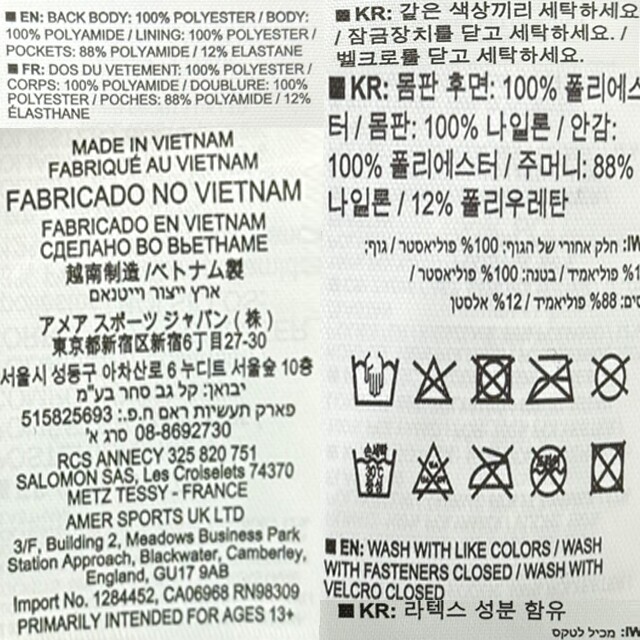 EN: BACK BODY: 100% POLYESTER / BODY:
100% POLYAMIDE / LINING: 100% POLYESTER /
POCKETS: 88% POLYAMIDE / 12% ELASTANE
FR: DOS DU VETEMENT: 100% POLYESTER /
CORPS: 100% POLYAMIDE / DOUBLURE: 100%
POLYESTER / POCHES: 88% POLYAMIDE / 12%
ÉLASTHANE
MADE IN VIETNAM
FABRIQUÉ AU VIETNAM
FABRICADO NO VIETNAM
FABRICADO EN VIETNAM
СДЕЛАНО ВО ВЬЕТНАМЕ
越南制造 /ベトナム製
ארץ ייצור וייטנאם
アメア スポーツ ジャパン ( 株 )
東京都新宿区新宿6丁目27-30
서울시 성동구 아차산로 6 누디트 서울숲 10층
יבואן: קל גב סחר בע"מ
פארק תעשיות ראם ח.פ.: 515825693
08-8692730 סרג א'
RCS ANNECY 325 820 751
SALOMON SAS, Les Croiselets 74370
METZ TESSY - FRANCE
AMER SPORTS UK LTD
3/F, Building 2, Meadows Business Park
Station Approach, Blackwater, Camberley,
England, GU17 9AB
Import No. 1284452, CA06968 RN98309
PRIMARILY INTENDED FOR AGES 13+
KR: 같은 색상끼리 세탁하세요
/ 잠금장치를 닫고 세탁하세요. /
벨크로를 닫고 세탁하세요.
KR: 몸판 후면: 100% 폴리에스
터 / 몸판: 100% 나일론 / 안감:
100% 폴리에스터 / 주머니: 88%
나일론 / 12% 폴리우레탄
IW: חלק אחורי של הגוף: 100% פוליאסטר / גוף:
פוליאמיד / בטנה: 100% פוליאסטר /
סים: 88% פוליאמיד / 12% אלסטן
손세탁
30℃
중성
EN: WASH WITH LIKE COLORS / WASH
WITH FASTENERS CLOSED / WASH WITH
VELCRO CLOSED
KR: 라텍스 성분 함유
IW: מכיל לטקס